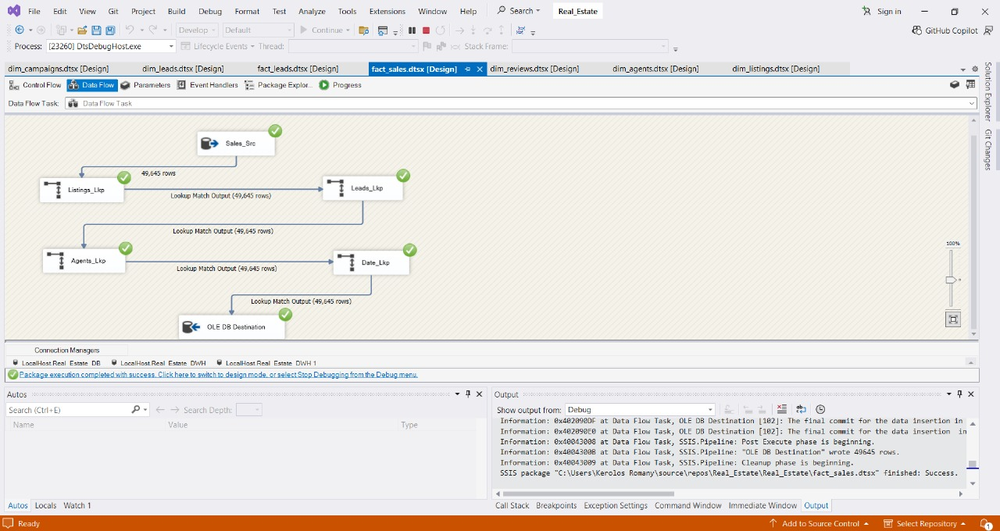 File Edit View Git Project Build Debug Format Test Analyze Tools Extensions Window Help Search Real_Estate Sign in
Develop Default Continue GitHub Copilot
Process: [23260] DtsDebugHost.exe Lifecycle Events Thread: Stack Frame:
dim_campaigns.dtsx [Design] dim_leads.dtsx [Design] fact_leads.dtsx [Design] fact_sales.dtsx [Design] dim_reviews.dtsx [Design] dim_agents.dtsx [Design] dim_listings.dtsx [Design]
Control Flow Data Flow Parameters Event Handlers Package Explor... Progress
Data Flow Task: Data Flow Task
Solution Explorer
Git Changes
Sales_Src
49,645 rows
Listings_Lkp
Lookup Match Output (49,645 rows)
Leads_Lkp
Lookup Match Output (49,645 rows)
Agents_Lkp
Lookup Match Output (49,645 rows)
Date_Lkp
Lookup Match Output (49,645 rows)
OLE DB Destination
100%
Connection Managers
LocalHost.Real_Estate_DB LocalHost.Real_Estate_DWH LocalHost.Real_Estate_DWH 1
Package execution completed with success. Click here to switch to design mode, or select Stop Debugging from the Debug menu.
Autos
Search (Ctrl+E) Search Depth:
Name Value Type
Autos Locals Watch 1
Output
Show output from: Debug
Information: 0x402090DF at Data Flow Task, OLE DB Destination [102]: The final commit for the data insertion in
Information: 0x402090E0 at Data Flow Task, OLE DB Destination [102]: The final commit for the data insertion in
Information: 0x40043008 at Data Flow Task, SSIS.Pipeline: Post Execute phase is beginning.
Information: 0x4004300B at Data Flow Task, SSIS.Pipeline: "OLE DB Destination" wrote 49645 rows.
Information: 0x40043009 at Data Flow Task, SSIS.Pipeline: Cleanup phase is beginning.
SSIS package "C:\Users\Kerolos Romany\source\repos\Real_Estate\Real_Estate\fact_sales.dtsx" finished: Success.
Call Stack Breakpoints Exception Settings Command Window Immediate Window Output
Ready Add to Source Control Select Repository 1